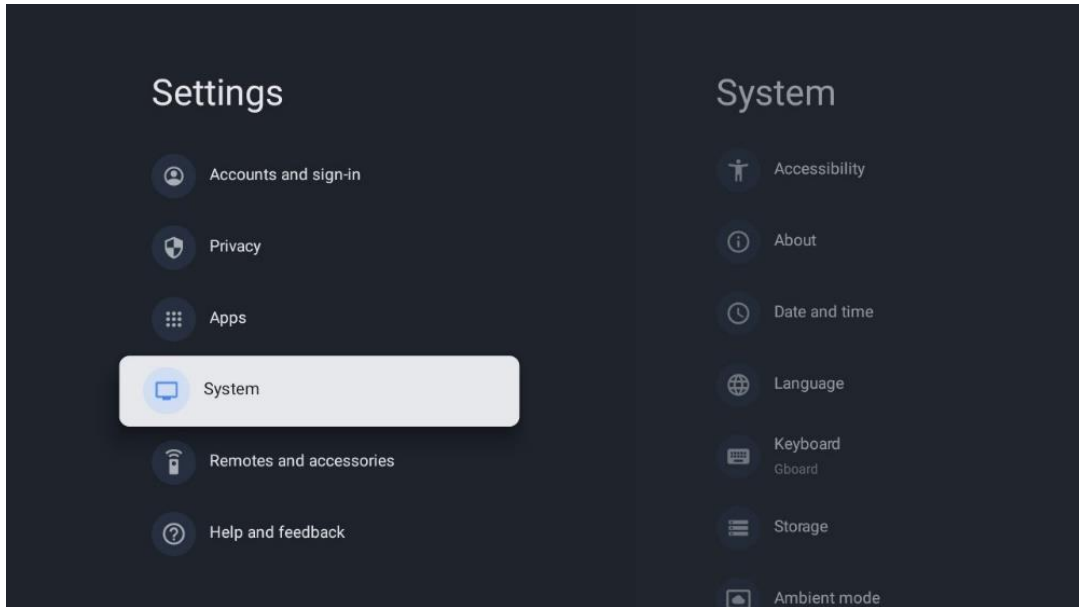 Settings
Accounts and sign-in
Privacy
Apps
System
Remotes and accessories
Help and feedback
System
Accessibility
About
Date and time
Language
Keyboard
Gboard
Storage
Ambient mode